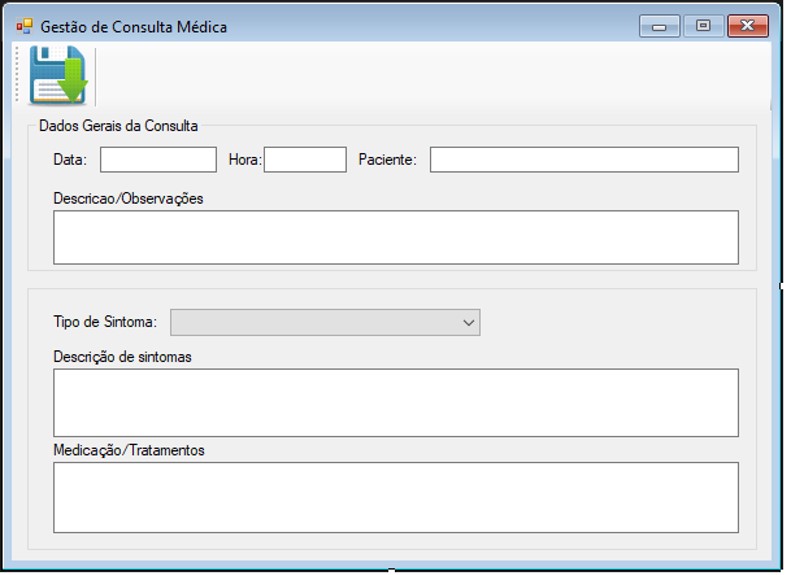 Gestão de Consulta Médica
Dados Gerais da Consulta
Data: Hora: Paciente:
Descricao/Observações
Tipo de Sintoma:
Descrição de sintomas
Medicação/Tratamentos